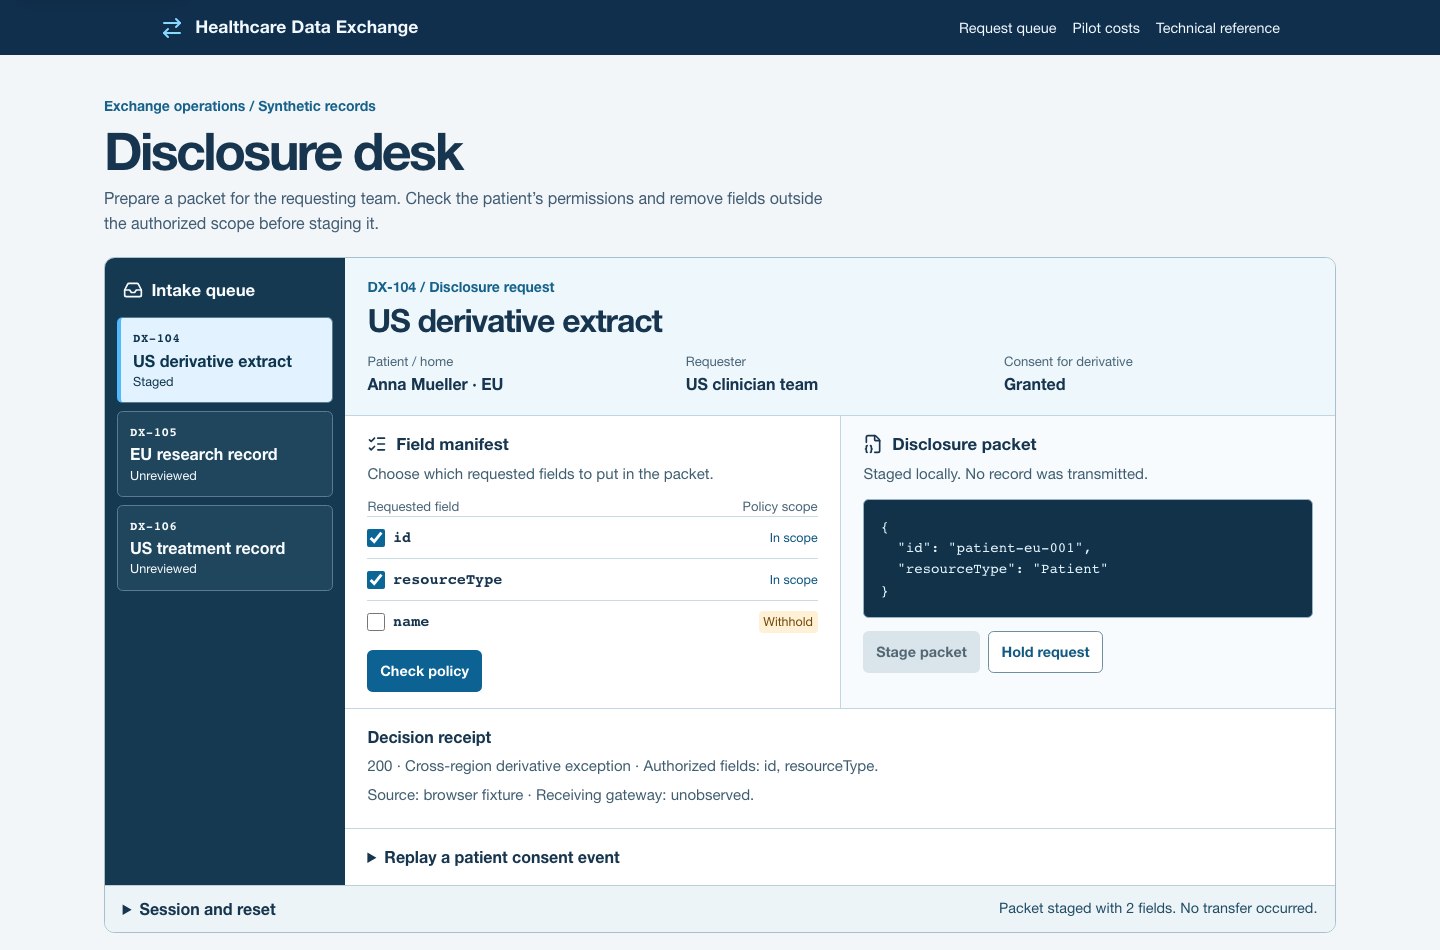 Healthcare Data Exchange
Request queue
Pilot costs
Technical reference
Exchange operations / Synthetic records
Disclosure desk
Prepare a packet for the requesting team. Check the patient’s permissions and remove fields outside
the authorized scope before staging it.
Intake queue
DX-104
US derivative extract
Staged
DX-105
EU research record
Unreviewed
DX-106
US treatment record
Unreviewed
DX-104 / Disclosure request
US derivative extract
Patient / home
Anna Mueller · EU
Requester
US clinician team
Consent for derivative
Granted
Field manifest
Choose which requested fields to put in the packet.
Requested field
Policy scope
id
In scope
resourceType
In scope
name
Withhold
Check policy
Disclosure packet
Staged locally. No record was transmitted.
{
"id": "patient-eu-001",
"resourceType": "Patient"
}
Stage packet
Hold request
Decision receipt
200 · Cross-region derivative exception · Authorized fields: id, resourceType.
Source: browser fixture · Receiving gateway: unobserved.
Replay a patient consent event
Session and reset
Packet staged with 2 fields. No transfer occurred.